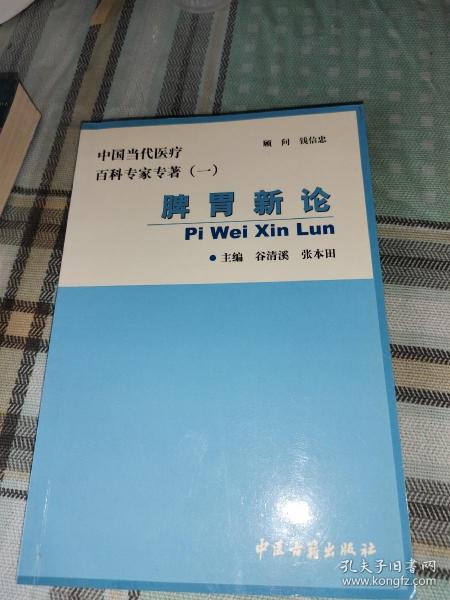 中国当代医疗
百科专家专著（一）
顾 问 钱信忠
脾胃新论
Pi Wei Xin Lun
●主编 谷清溪 张本田
中医古籍出版社
孔夫子旧书网
www.kongfz.com